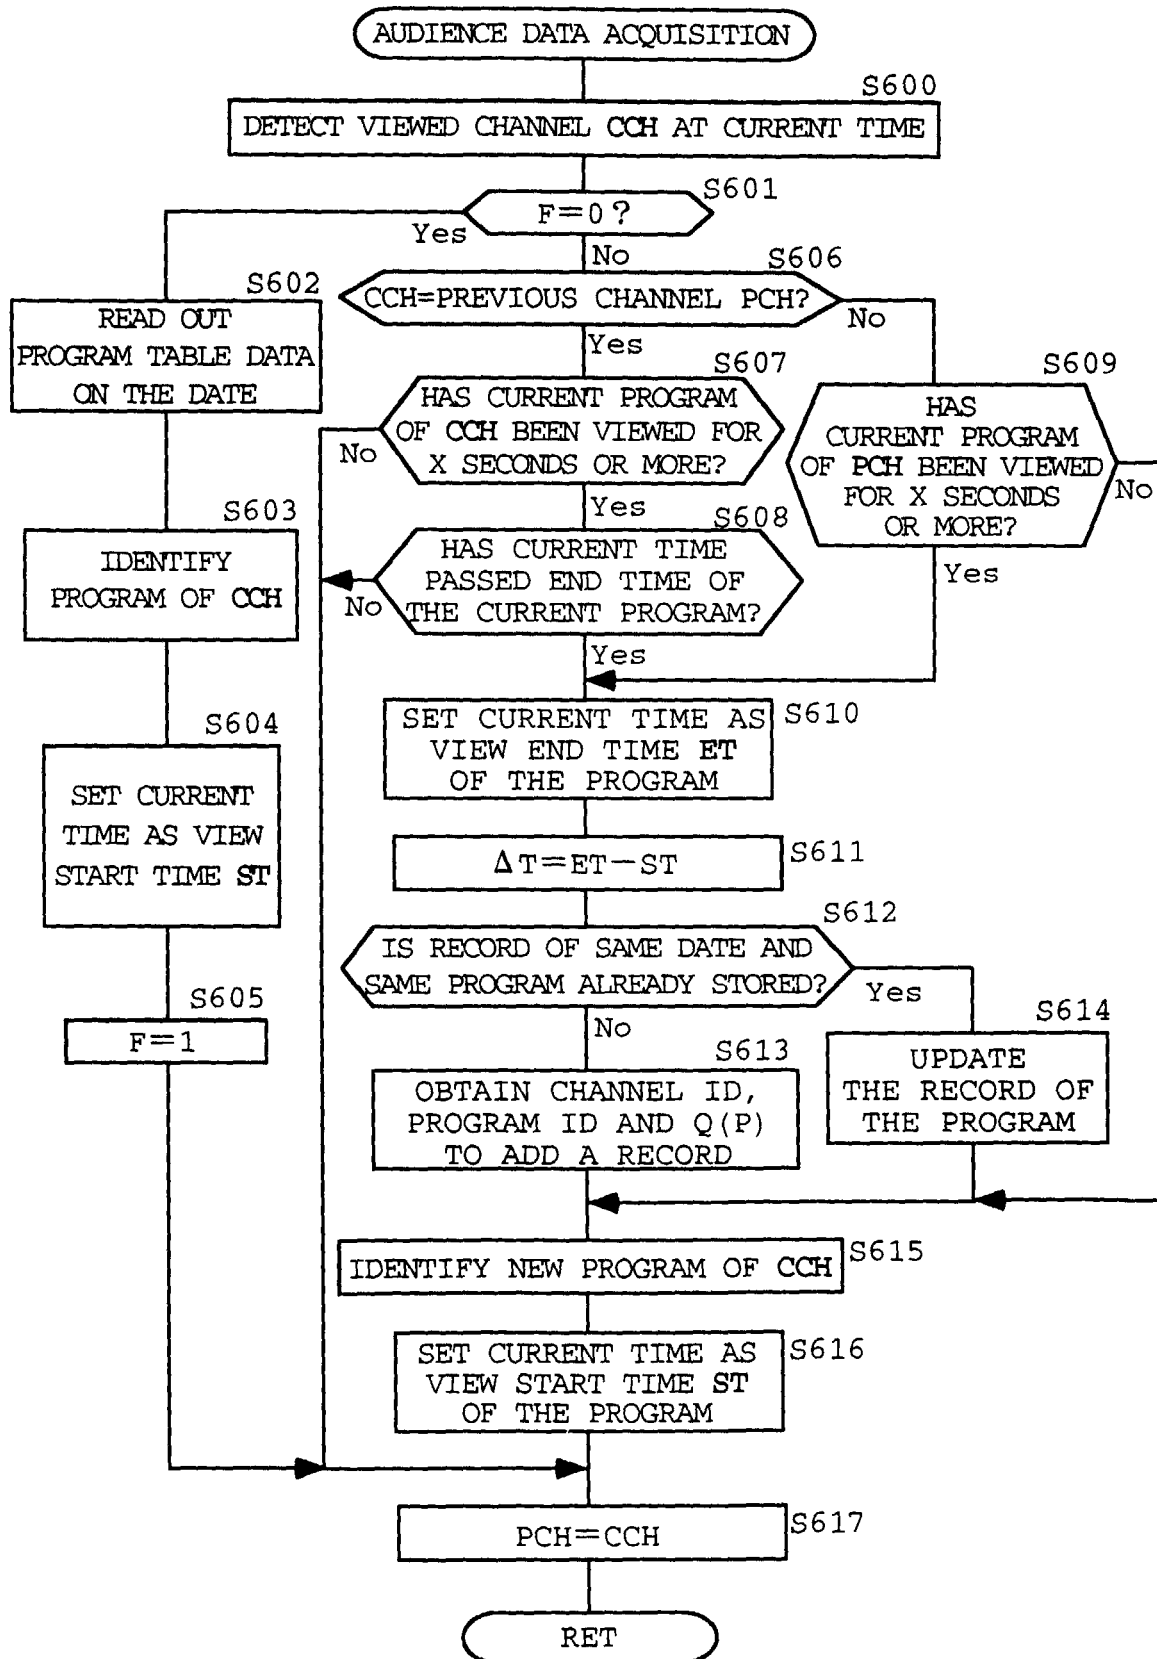 AUDIENCE DATA ACQUISITION
S600
DETECT VIEWED CHANNEL CCH AT CURRENT TIME
S601
F=0?
Yes
No
S606
CCH=PREVIOUS CHANNEL PCH?
No
Yes
S602
READ OUT
PROGRAM TABLE DATA
ON THE DATE
S607
HAS CURRENT PROGRAM
OF CCH BEEN VIEWED FOR
X SECONDS OR MORE?
No
Yes
S609
HAS
CURRENT PROGRAM
OF PCH BEEN VIEWED
FOR X SECONDS
OR MORE?
No
Yes
S603
IDENTIFY
PROGRAM OF CCH
S608
HAS CURRENT TIME
PASSED END TIME OF
THE CURRENT PROGRAM?
No
Yes
S604
SET CURRENT
TIME AS VIEW
START TIME ST
S610
SET CURRENT TIME AS
VIEW END TIME ET
OF THE PROGRAM
S611
ΔT=ET-ST
S612
IS RECORD OF SAME DATE AND
SAME PROGRAM ALREADY STORED?
Yes
No
S605
F=1
S613
OBTAIN CHANNEL ID,
PROGRAM ID AND Q(P)
TO ADD A RECORD
S614
UPDATE
THE RECORD OF
THE PROGRAM
S615
IDENTIFY NEW PROGRAM OF CCH
S616
SET CURRENT TIME AS
VIEW START TIME ST
OF THE PROGRAM
S617
PCH=CCH
RET